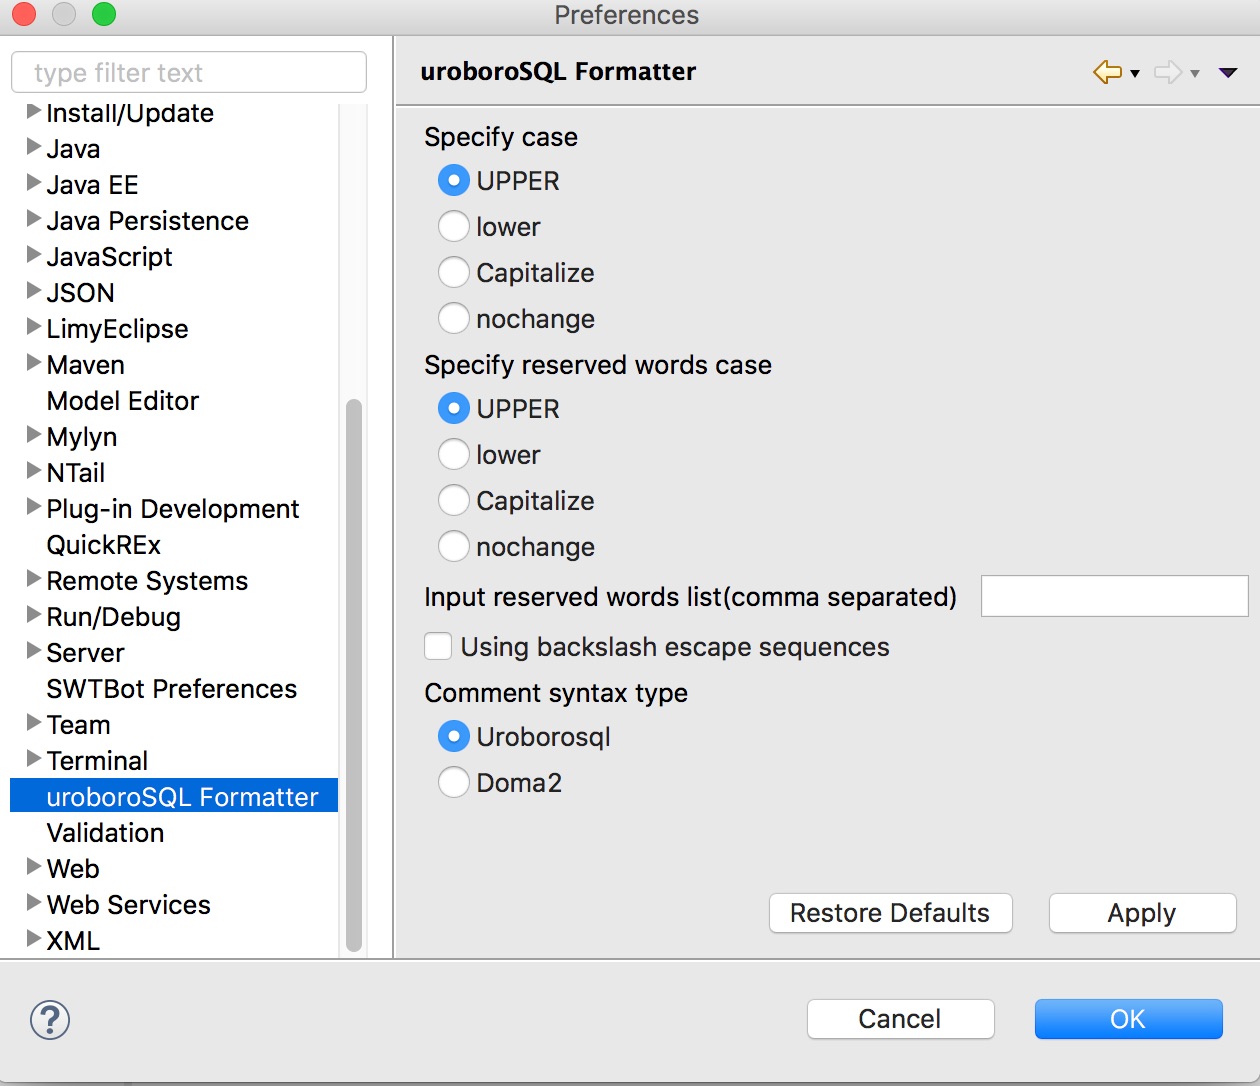 Preferences
type filter text
Install/Update
Java
Java EE
Java Persistence
JavaScript
JSON
LimyEclipse
Maven
Model Editor
Mylyn
NTail
Plug-in Development
QuickREx
Remote Systems
Run/Debug
Server
SWTBot Preferences
Team
Terminal
uroboroSQL Formatter
Validation
Web
Web Services
XML
uroboroSQL Formatter
Specify case
UPPER
lower
Capitalize
nochange
Specify reserved words case
UPPER
lower
Capitalize
nochange
Input reserved words list(comma separated)
Using backslash escape sequences
Comment syntax type
Uroborosql
Doma2
Restore Defaults
Apply
?
Cancel
OK